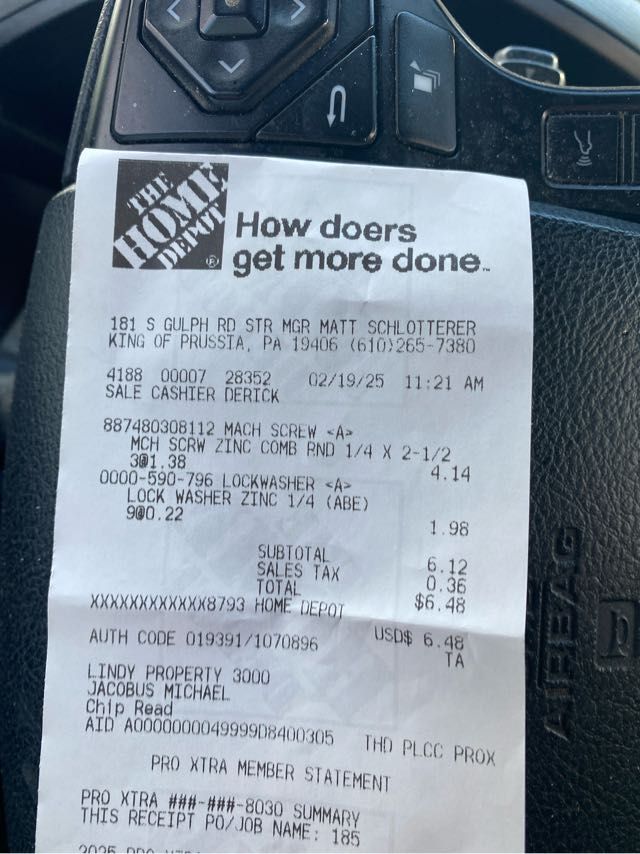 THE
HOME
DEPOT
®
How doers
get more done™
181 S GULPH RD STR MGR MATT SCHLOTTERER
KING OF PRUSSIA, PA 19406 (610)265-7380
4188 00007 28352 02/19/25 11:21 AM
SALE CASHIER DERICK
887480308112 MACH SCREW <A>
MCH SCRW ZINC COMB RND 1/4 X 2-1/2
3@1.38 4.14
0000-590-796 LOCKWASHER <A>
LOCK WASHER ZINC 1/4 (ABE)
9@0.22 1.98
SUBTOTAL 6.12
SALES TAX 0.36
TOTAL $6.48
XXXXXXXXXXXX8793 HOME DEPOT
USD$ 6.48
AUTH CODE 019391/1070896 TA
LINDY PROPERTY 3000
JACOBUS MICHAEL
Chip Read
AID A0000000049999D8400305 THD PLCC PROX
PRO XTRA MEMBER STATEMENT
PRO XTRA ###-###-8030 SUMMARY
THIS RECEIPT PO/JOB NAME: 185
AIRBAG